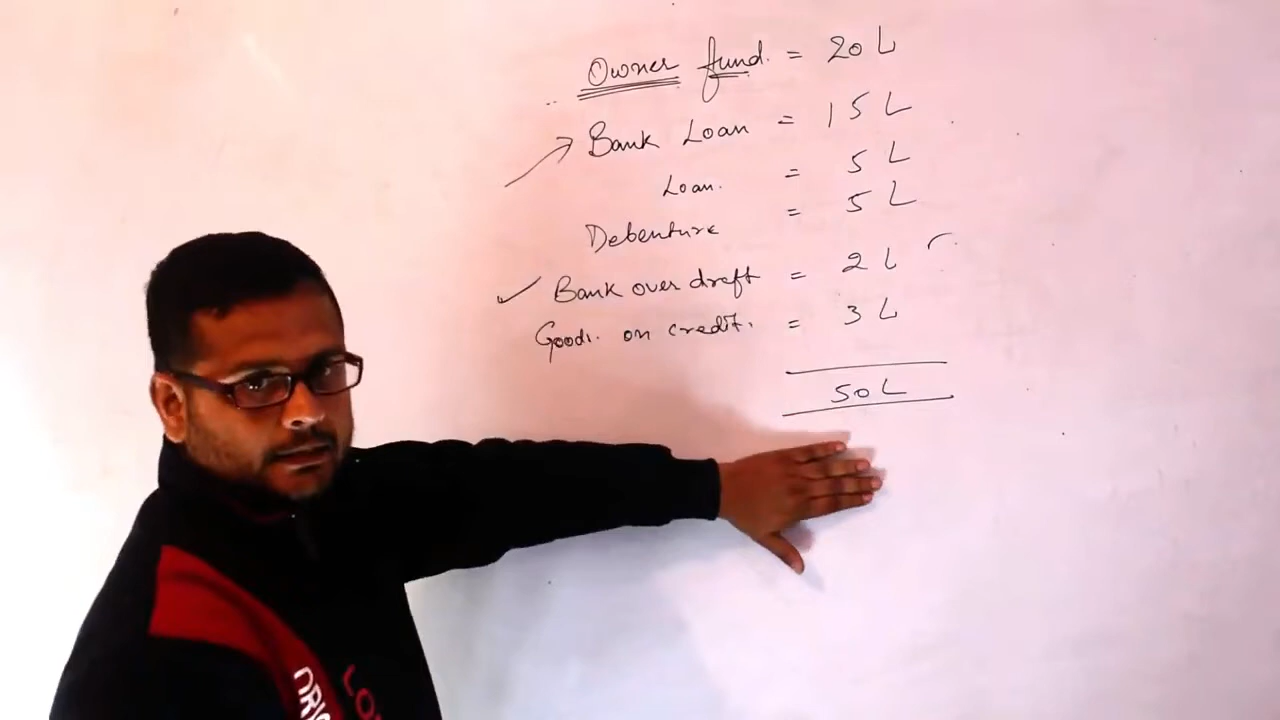 Owner fund. = 20 L
Bank Loan = 15 L
Loan. = 5 L
Debenture = 5 L
Bank over draft = 2 L
Goods. on credit. = 3 L
50 L